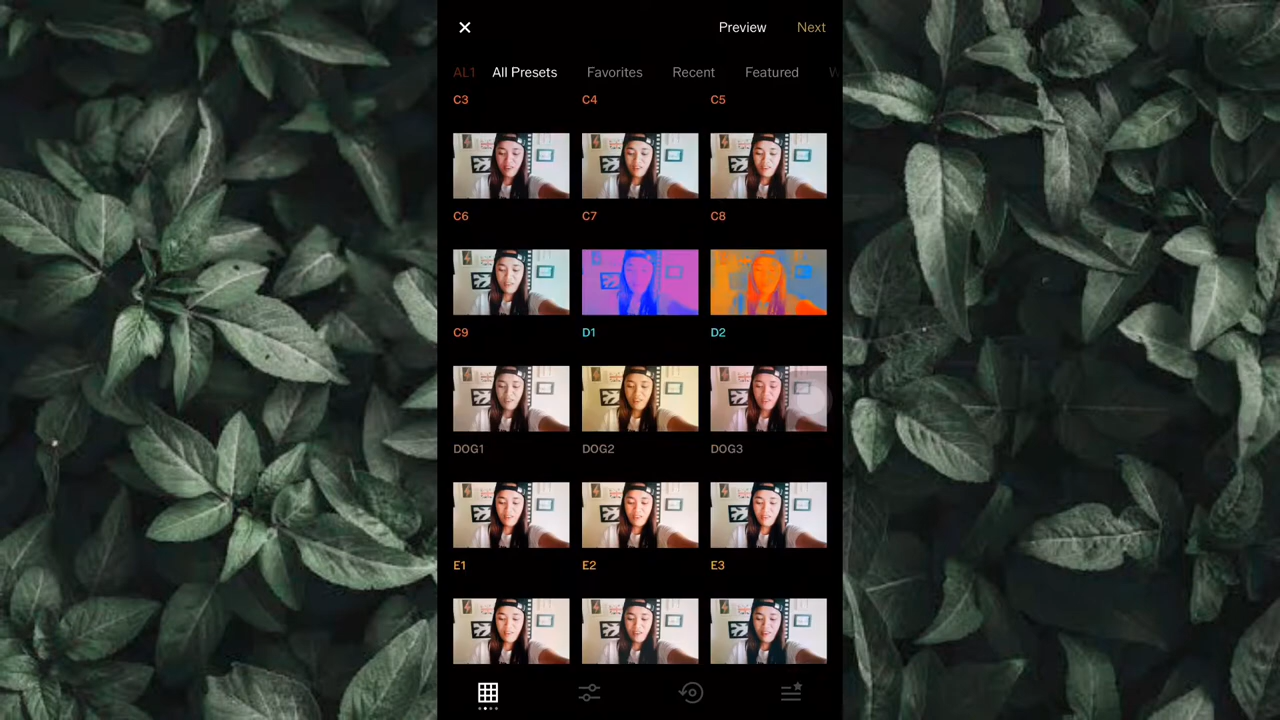 Preview Next
AL1 All Presets Favorites Recent Featured W
C3 C4 C5
C6 C7 C8
C9 D1 D2
DOG1 DOG2 DOG3
E1 E2 E3